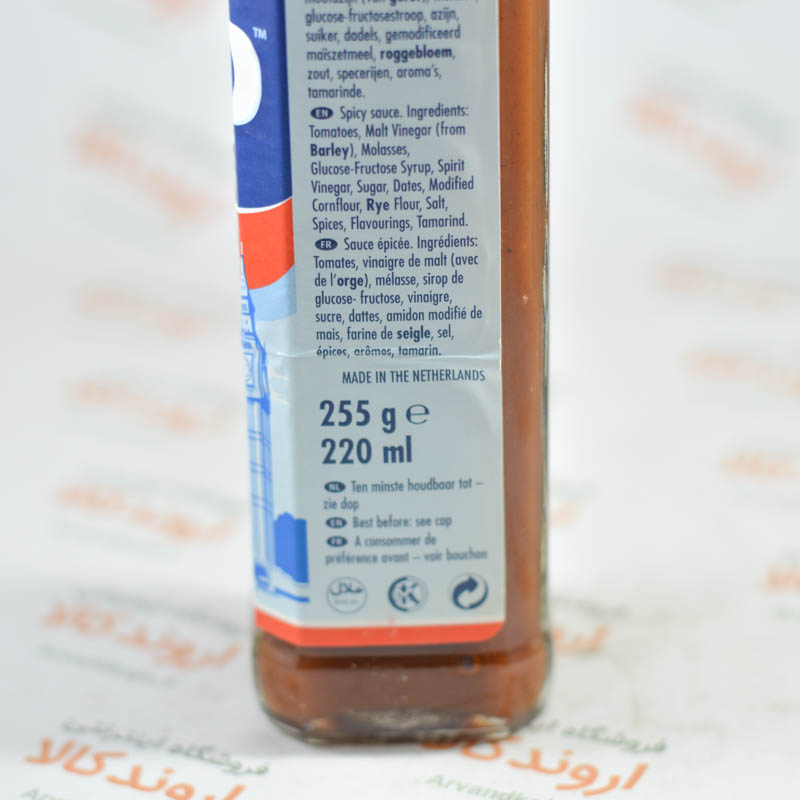 glucose-fructosestroop, azijn,
suiker, dadels, gemodificeerd
maïszetmeel, roggebloem,
zout, specerijen, aroma's,
tamarinde.
EN Spicy sauce. Ingredients:
Tomatoes, Malt Vinegar (from
Barley), Molasses,
Glucose-Fructose Syrup, Spirit
Vinegar, Sugar, Dates, Modified
Cornflour, Rye Flour, Salt,
Spices, Flavourings, Tamarind.
FR Sauce épicée. Ingrédients:
Tomates, vinaigre de malt (avec
de l'orge), mélasse, sirop de
glucose- fructose, vinaigre,
sucre, dattes, amidon modifié de
mais, farine de seigle, sel,
épices, arômes, tamarin.
MADE IN THE NETHERLANDS
255 g ℮
220 ml
NL Ten minste houdbaar tot –
zie dop
EN Best before: see cap
FR A consommer de
préférence avant – voir bouchon
حلال
HALAL
K
TM
فروشگاه اینترنتی
اروند کالا